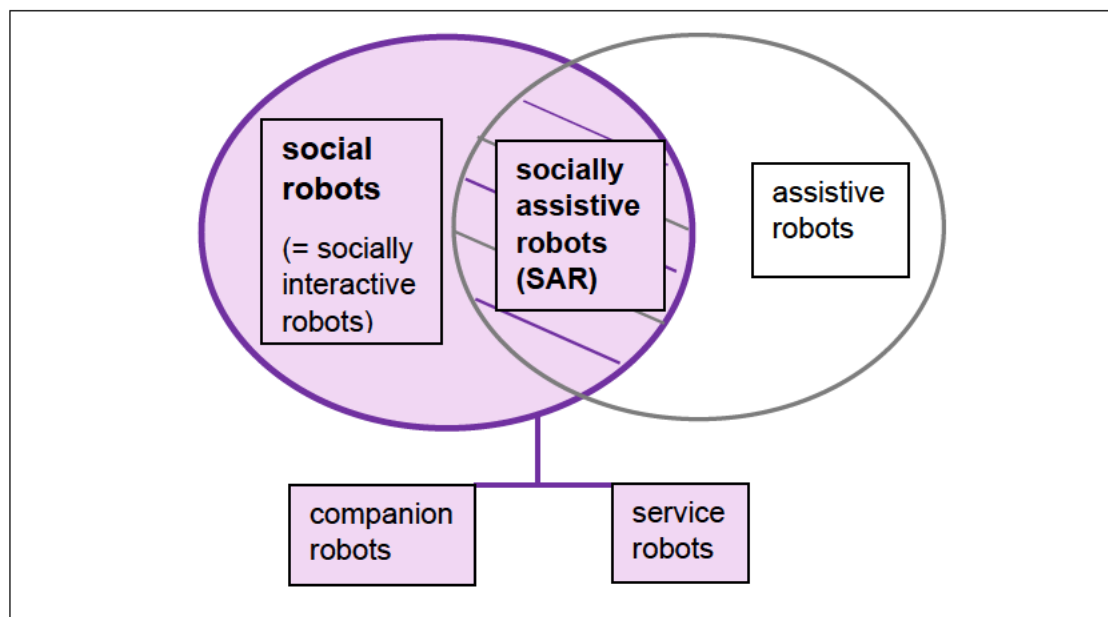 social
robots
(= socially
interactive
robots)
socially
assistive
robots
(SAR)
assistive
robots
companion
robots
service
robots